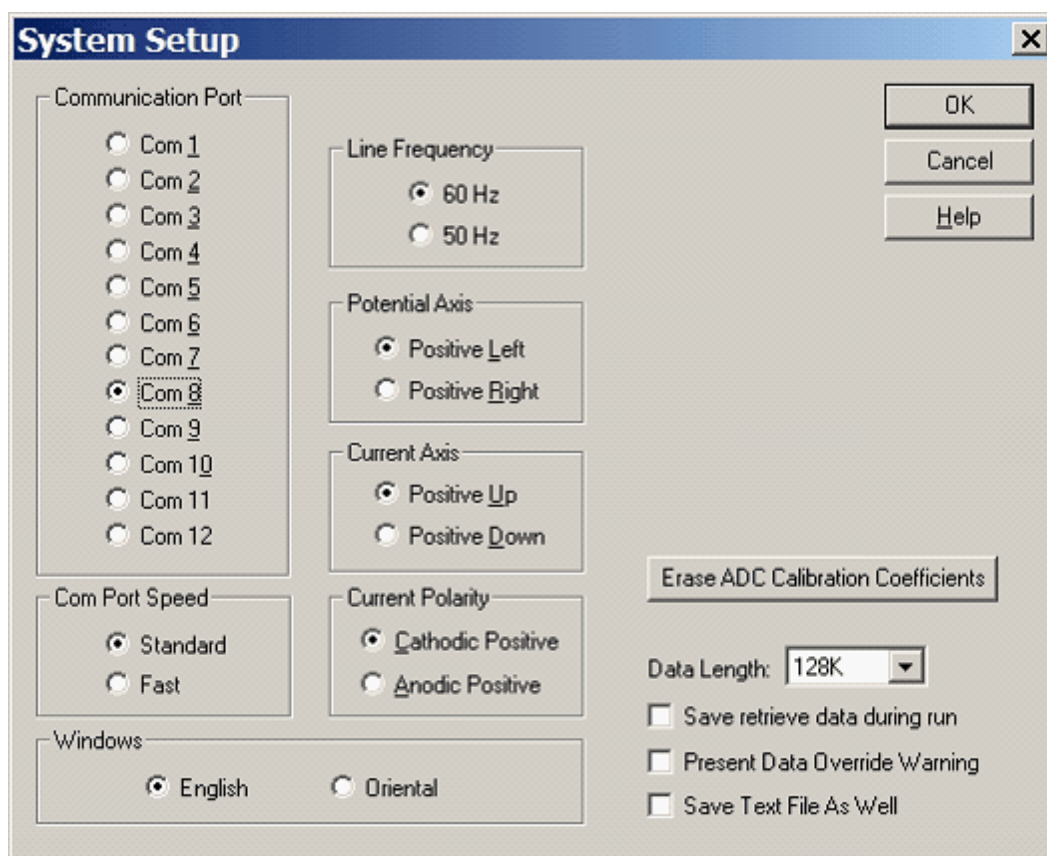 System Setup
Communication Port
Com 1
Com 2
Com 3
Com 4
Com 5
Com 6
Com 7
Com 8
Com 9
Com 10
Com 11
Com 12
Com Port Speed
Standard
Fast
Windows
English
Oriental
Line Frequency
60 Hz
50 Hz
Potential Axis
Positive Left
Positive Right
Current Axis
Positive Up
Positive Down
Current Polarity
Cathodic Positive
Anodic Positive
OK
Cancel
Help
Erase ADC Calibration Coefficients
Data Length: 128K
Save retrieve data during run
Present Data Override Warning
Save Text File As Well